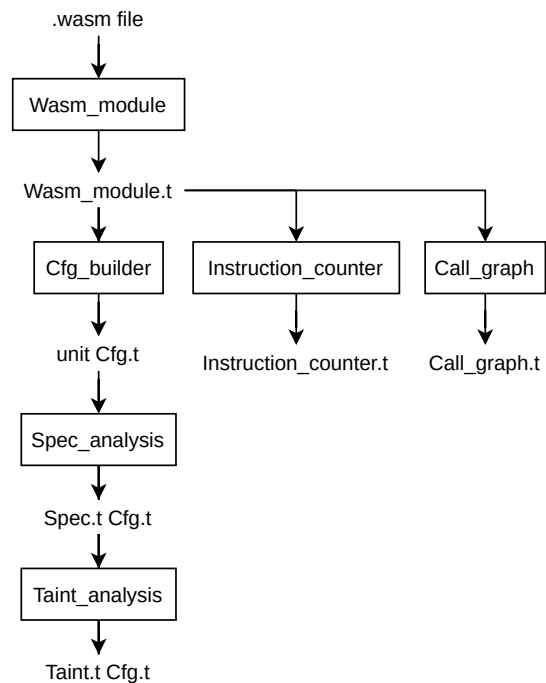 .wasm file
Wasm_module
Wasm_module.t
Cfg_builder
Instruction_counter
Call_graph
unit Cfg.t
Instruction_counter.t
Call_graph.t
Spec_analysis
Spec.t Cfg.t
Taint_analysis
Taint.t Cfg.t